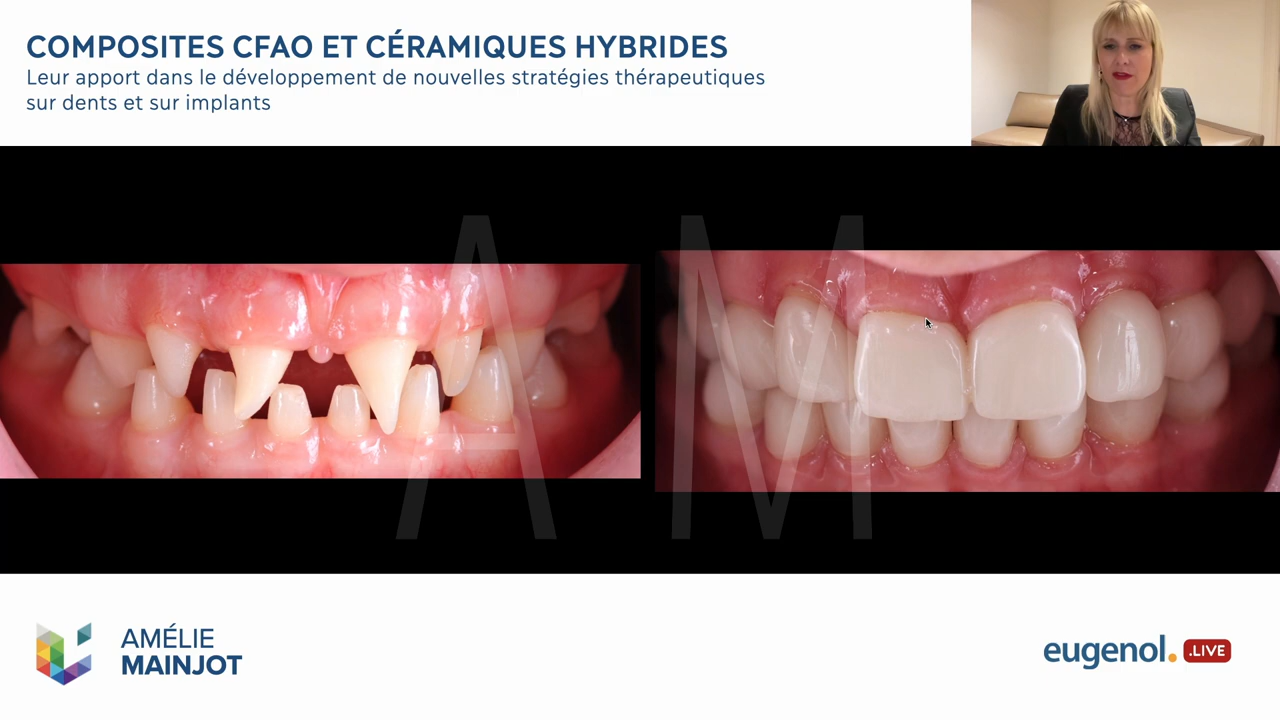 COMPOSITES CFAO ET CÉRAMIQUES HYBRIDES
Leur apport dans le développement de nouvelles stratégies thérapeutiques
sur dents et sur implants
A M
AMÉLIE
MAINJOT
eugenol. .LIVE